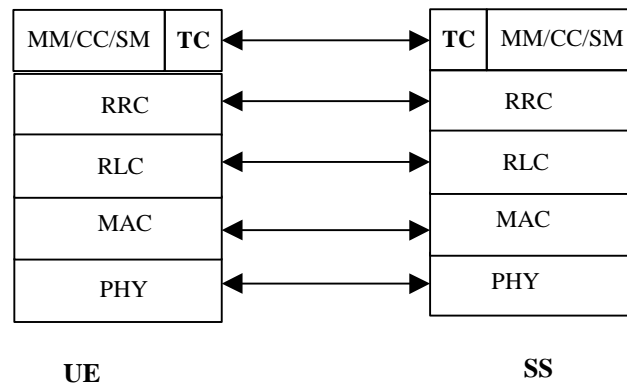 MM/CC/SM TC TC MM/CC/SM
RRC RRC
RLC RLC
MAC MAC
PHY PHY
UE SS